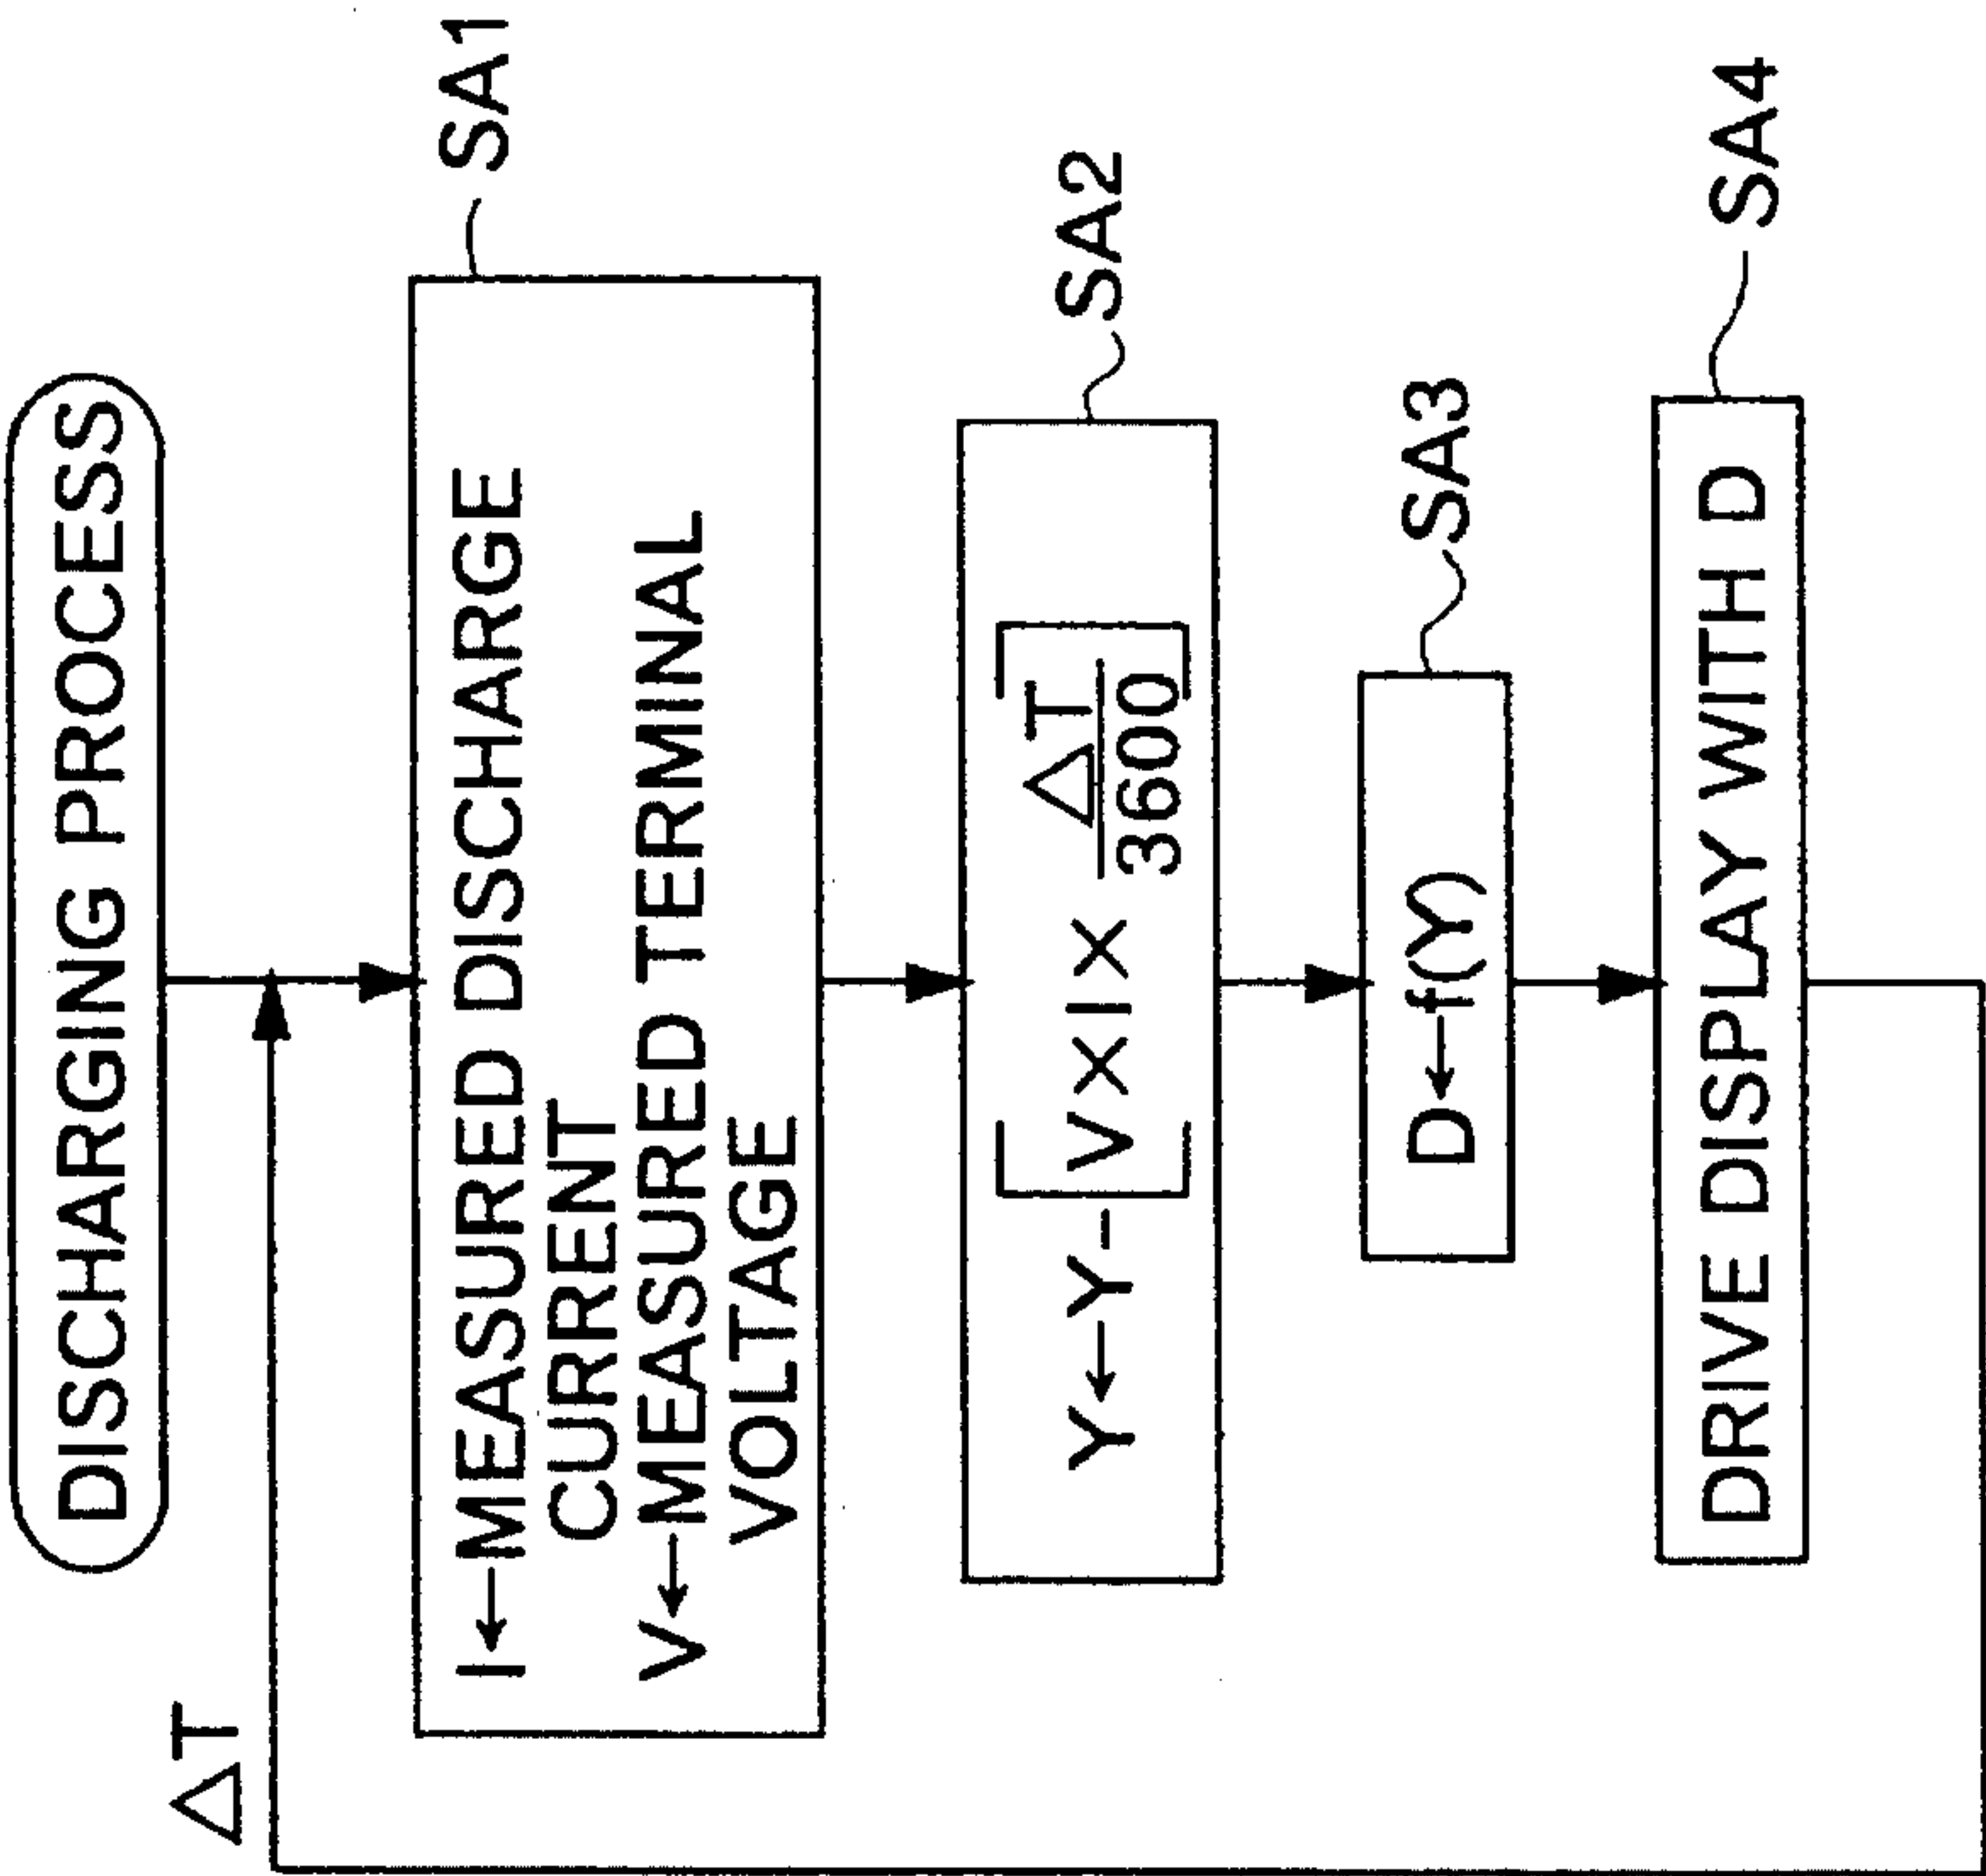 DISCHARGING PROCESS
ΔT
I←MEASURED DISCHARGE
CURRENT
V←MEASURED TERMINAL
VOLTAGE
SA1
Y←Y-[V×I× ΔT/3600]
SA2
D←f(Y)
SA3
DRIVE DISPLAY WITH D
SA4